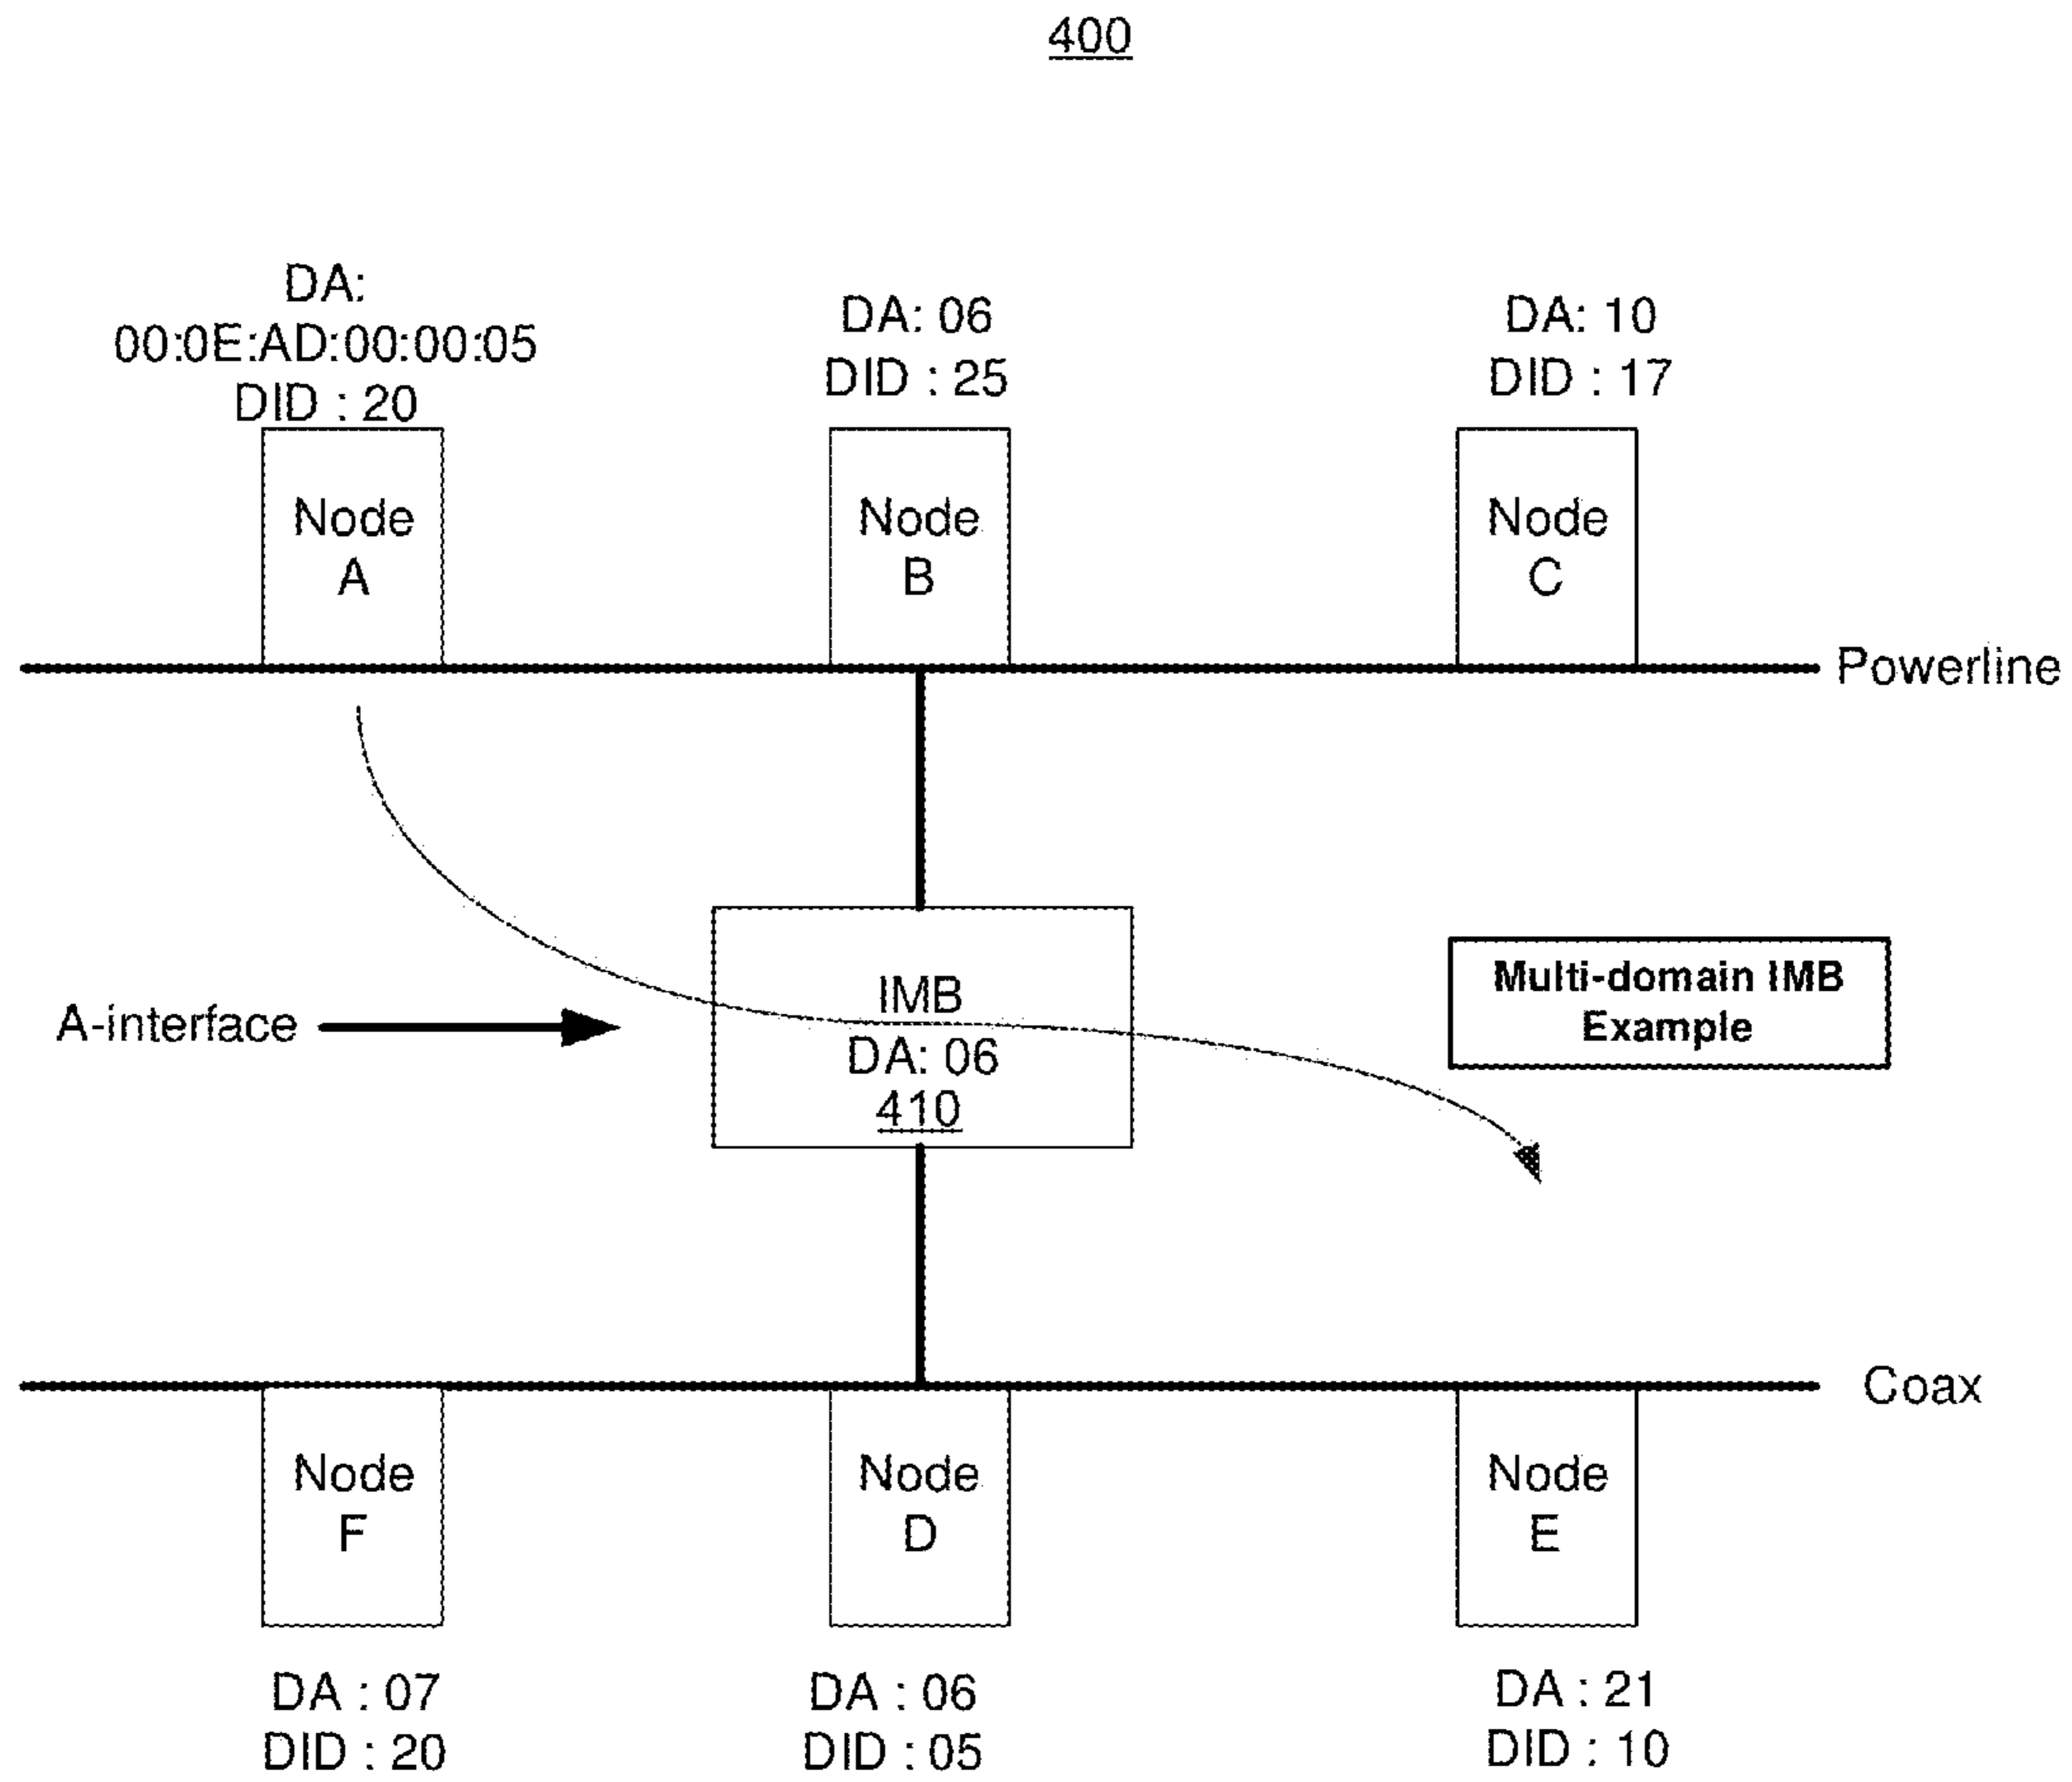 400
DA:
00:0E:AD:00:00:05
DID : 20
DA: 06
DID : 25
DA: 10
DID : 17
Node
A
Node
B
Node
C
Powerline
A-interface
IMB
DA: 06
410
Multi-domain IMB
Example
Coax
Node
F
Node
D
Node
E
DA : 07
DID : 20
DA : 06
DID : 05
DA : 21
DID : 10